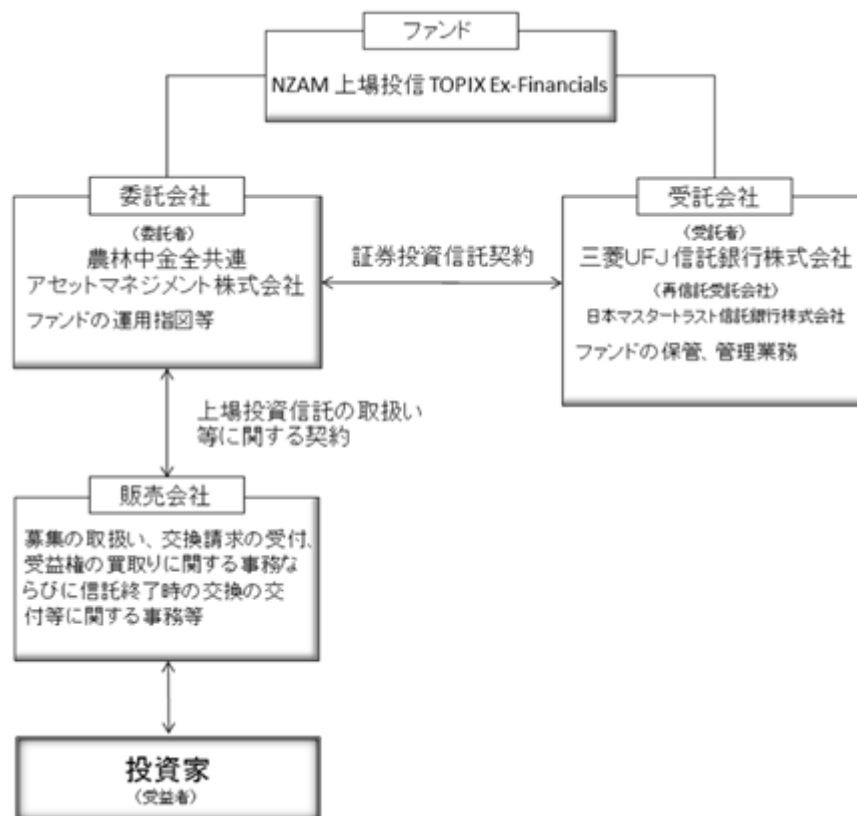 ファンド
NZAM 上場投信 TOPIX Ex-Financials
委託会社
（委託者）
農林中金全共連
アセットマネジメント株式会社
ファンドの運用指図等
証券投資信託契約
受託会社
（受託者）
三菱UFJ信託銀行株式会社
（再信託受託会社）
日本マスタートラスト信託銀行株式会社
ファンドの保管、管理業務
上場投資信託の取扱い
等に関する契約
販売会社
募集の取扱い、交換請求の受付、
受益権の買取りに関する事務な
らびに信託終了時の交換の交
付等に関する事務等
投資家
（受益者）